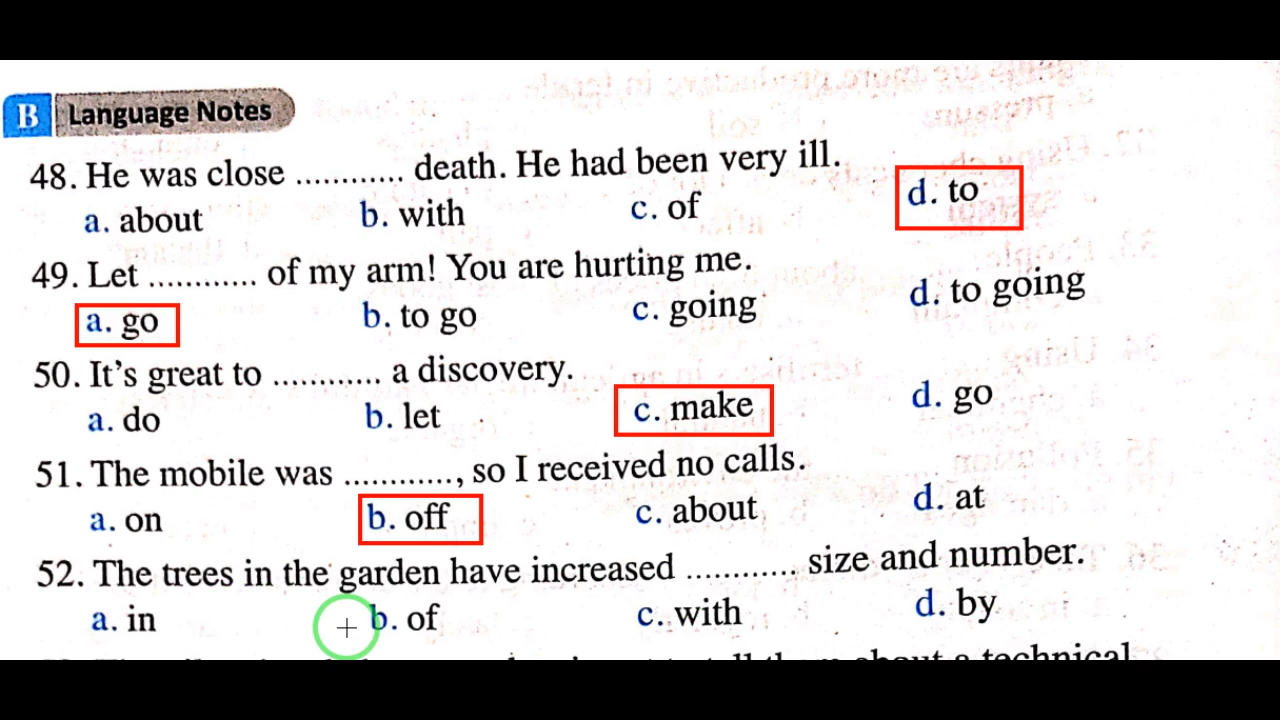 B Language Notes
48. He was close ............ death. He had been very ill.
a. about b. with c. of d. to
49. Let ............ of my arm! You are hurting me.
a. go b. to go c. going d. to going
50. It's great to ............ a discovery.
a. do b. let c. make d. go
51. The mobile was ............, so I received no calls.
a. on b. off c. about d. at
52. The trees in the garden have increased ............ size and number.
a. in b. of c. with d. by
about a technical